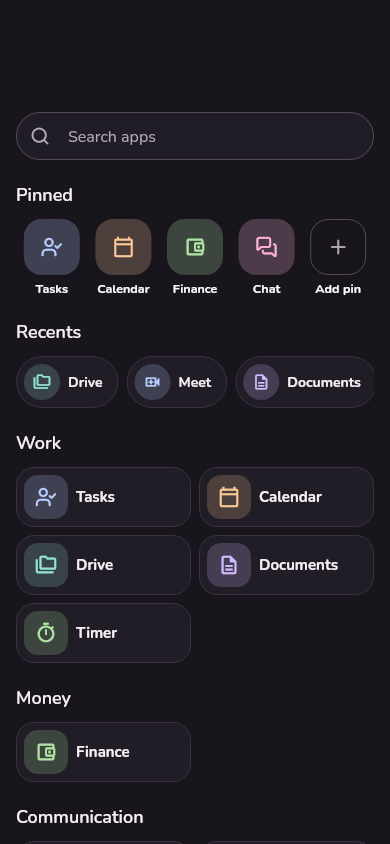 Search apps
Pinned
Tasks
Calendar
Finance
Chat
Add pin
Recents
Drive
Meet
Documents
Work
Tasks
Calendar
Drive
Documents
Timer
Money
Finance
Communication